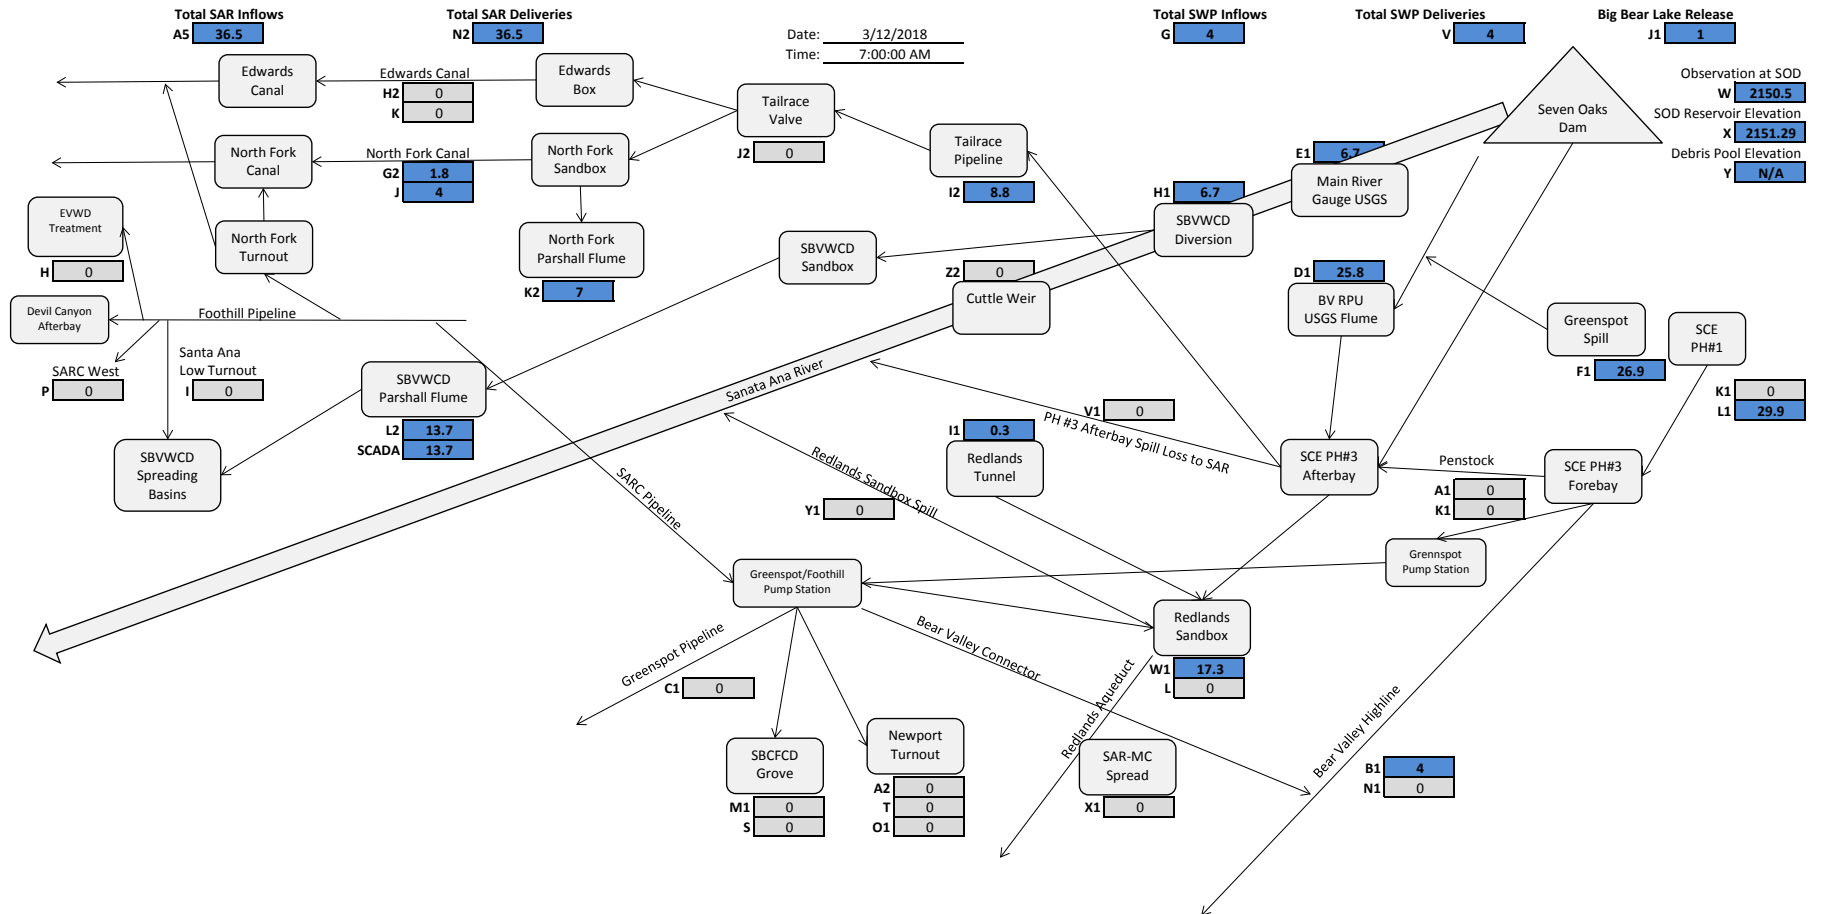 Total SAR Inflows
A5 36.5
Total SAR Deliveries
N2 36.5
Date: 3/12/2018
Time: 7:00:00 AM
Total SWP Inflows
G 4
Total SWP Deliveries
V 4
Big Bear Lake Release
J1 1
Edwards
Canal
Edwards Canal
H2 0
K 0
Edwards
Box
Tailrace
Valve
J2 0
Tailrace
Pipeline
I2 8.8
Seven Oaks
Dam
Observation at SOD
W 2150.5
SOD Reservoir Elevation
X 2151.29
Debris Pool Elevation
Y N/A
North Fork
Canal
North Fork Canal
G2 1.8
J 4
North Fork
Sandbox
E1 6.7
Main River
Gauge USGS
H1 6.7
SBVWCD
Diversion
EVWD
Treatment
H 0
North Fork
Turnout
North Fork
Parshall Flume
K2 7
SBVWCD
Sandbox
Z2 0
Cuttle Weir
D1 25.8
BV RPU
USGS Flume
Greenspot
Spill
F1 26.9
SCE
PH#1
K1 0
L1 29.9
Devil Canyon
Afterbay
Foothill Pipeline
SARC West
P 0
Santa Ana
Low Turnout
I 0
SBVWCD
Parshall Flume
L2 13.7
SCADA 13.7
Sanata Ana River
V1 0
PH #3 Afterbay Spill Loss to SAR
I1 0.3
Redlands
Tunnel
SCE PH#3
Afterbay
Penstock
A1 0
K1 0
SCE PH#3
Forebay
SBVWCD
Spreading
Basins
SARC Pipeline
Redlands Sandbox Spill
Y1 0
Grennspot
Pump Station
Greenspot/Foothill
Pump Station
Redlands
Sandbox
W1 17.3
L 0
Greenspot Pipeline
C1 0
Bear Valley Connector
Redlands Aqueduct
Bear Valley Highline
SBCFCD
Grove
M1 0
S 0
Newport
Turnout
A2 0
T 0
O1 0
SAR-MC
Spread
X1 0
B1 4
N1 0